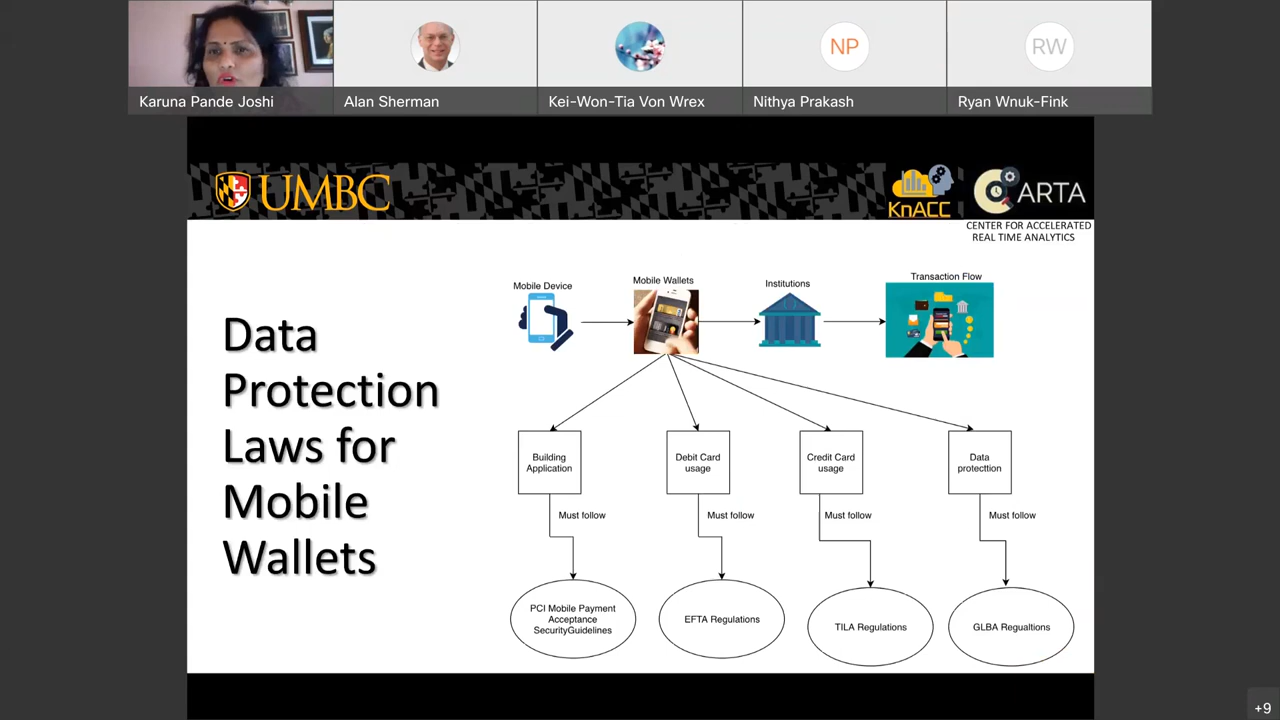 Karuna Pande Joshi
Alan Sherman
Kei-Won-Tia Von Wrex
NP
Nithya Prakash
RW
Ryan Wnuk-Fink
UMBC
KnACC
CARTA
CENTER FOR ACCELERATED
REAL TIME ANALYTICS
Data
Protection
Laws for
Mobile
Wallets
Mobile Device
Mobile Wallets
Institutions
Transaction Flow
Building
Application
Debit Card
usage
Credit Card
usage
Data
protecttion
Must follow
Must follow
Must follow
Must follow
PCI Mobile Payment
Acceptance
SecurityGuidelines
EFTA Regulations
TILA Regulations
GLBA Regualtions
+9